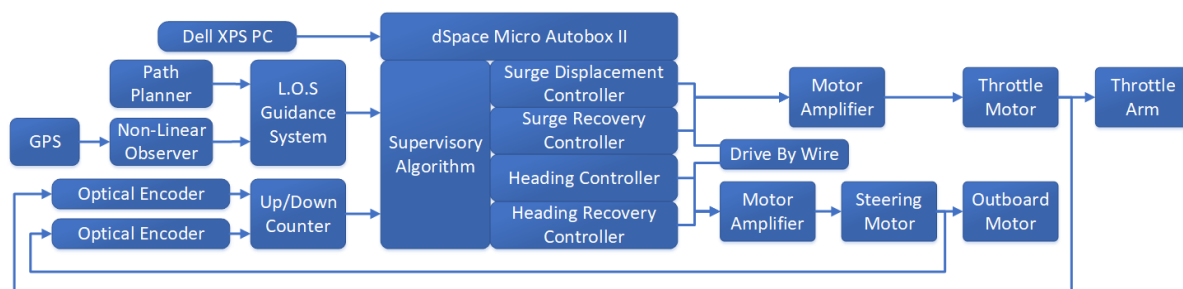 Dell XPS PC
dSpace Micro Autobox II
Path
Planner
L.O.S
Guidance
System
GPS
Non-Linear
Observer
Optical Encoder
Optical Encoder
Up/Down
Counter
Supervisory
Algorithm
Surge Displacement
Controller
Surge Recovery
Controller
Heading Controller
Heading Recovery
Controller
Motor
Amplifier
Throttle
Motor
Throttle
Arm
Drive By Wire
Motor
Amplifier
Steering
Motor
Outboard
Motor